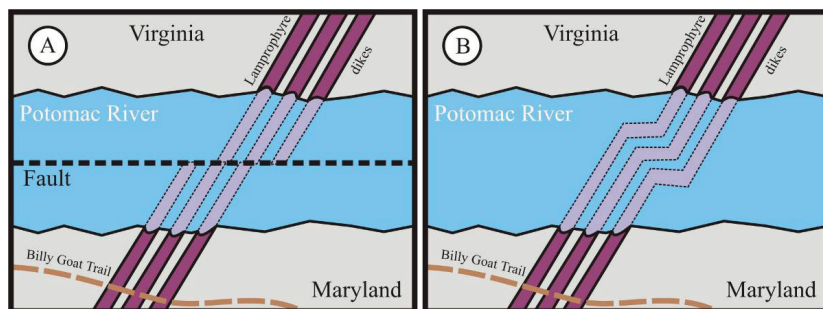 A
Virginia
Lamprophyre
dikes
Potomac River
Fault
Billy Goat Trail
Maryland
B
Virginia
Lamprophyre
dikes
Potomac River
Billy Goat Trail
Maryland